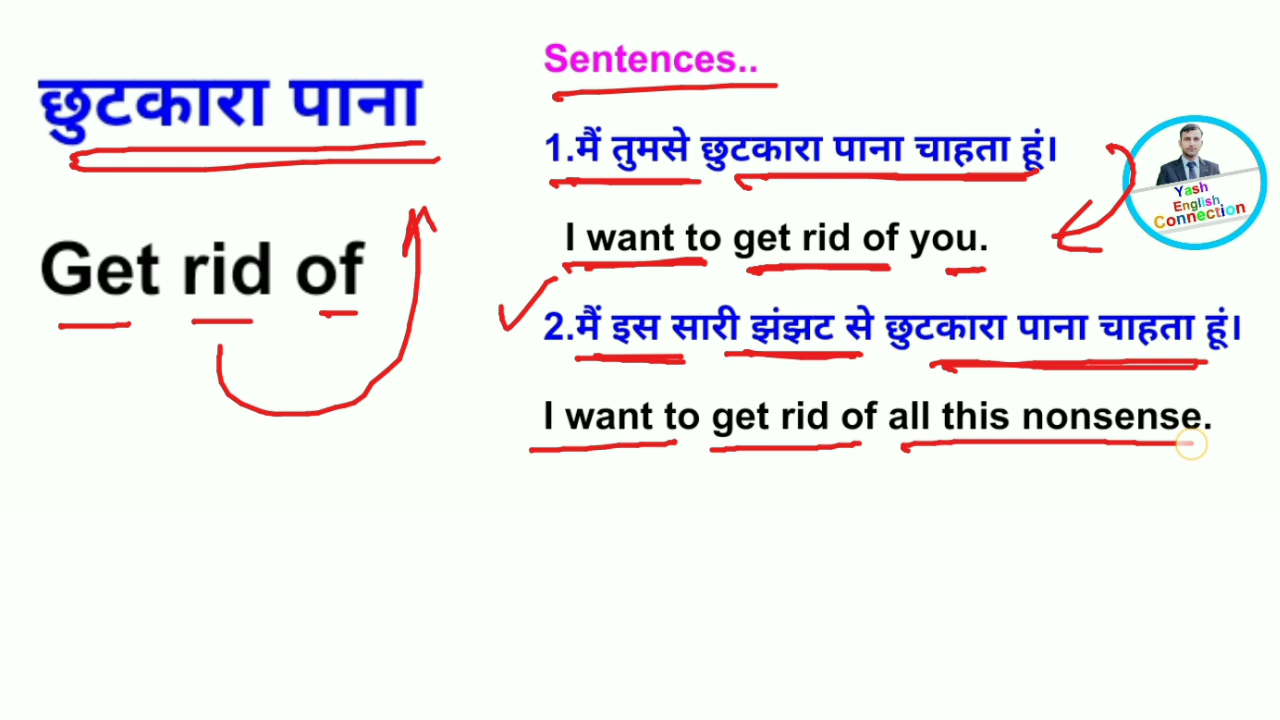 छुटकारा पाना
Get rid of
Sentences..
1.मैं तुमसे छुटकारा पाना चाहता हूं।
I want to get rid of you.
2.मैं इस सारी झंझट से छुटकारा पाना चाहता हूं।
I want to get rid of all this nonsense.
Yash
English
Connection